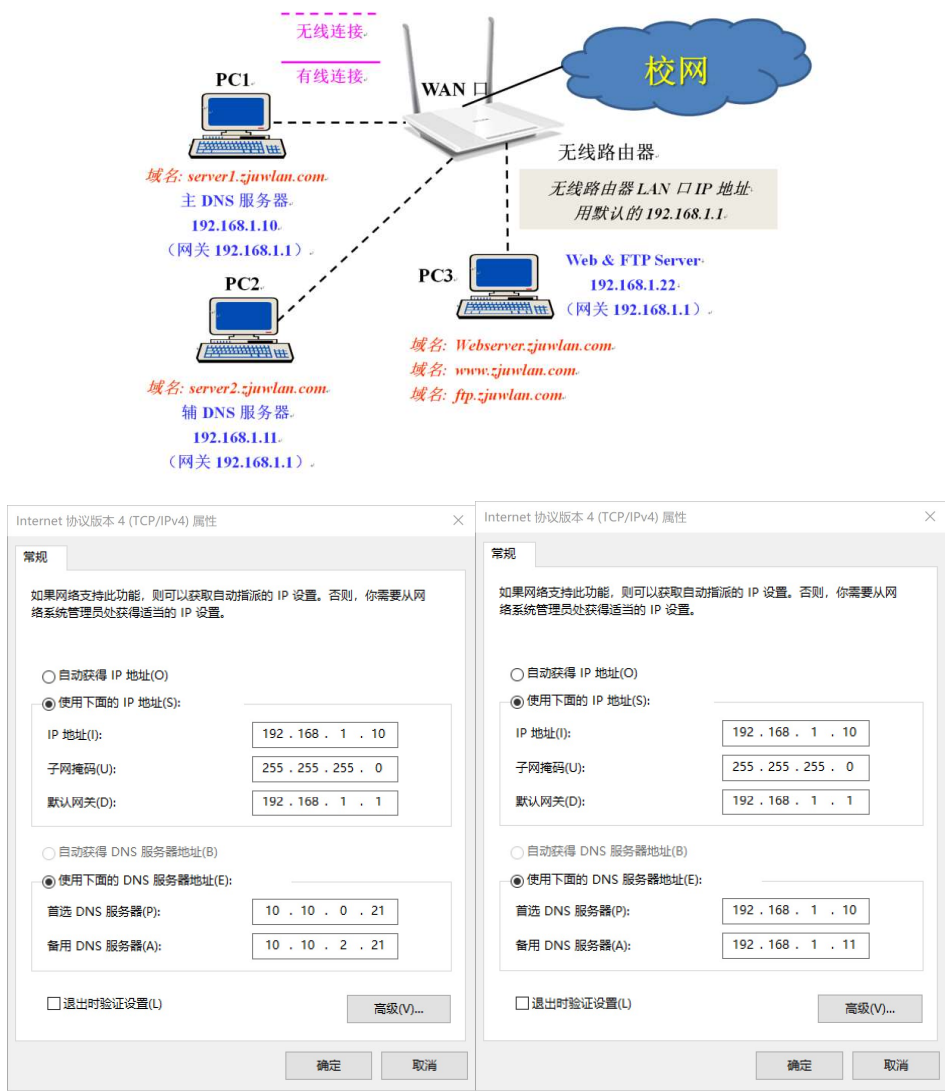 无线连接
有线连接
WAN 口
校网
PC1
域名: server1.zjuwlan.com
主 DNS 服务器
192.168.1.10
（网关 192.168.1.1）
无线路由器
无线路由器 LAN 口 IP 地址
用默认的 192.168.1.1
PC2
域名: server2.zjuwlan.com
辅 DNS 服务器
192.168.1.11
（网关 192.168.1.1）
PC3
Web & FTP Server
192.168.1.22
（网关 192.168.1.1）
域名: Webserver.zjuwlan.com
域名: www.zjuwlan.com
域名: ftp.zjuwlan.com
Internet 协议版本 4 (TCP/IPv4) 属性
常规
如果网络支持此功能，则可以获取自动指派的 IP 设置。否则，你需要从网
络系统管理员处获得适当的 IP 设置。
自动获得 IP 地址(O)
使用下面的 IP 地址(S):
IP 地址(I): 192 . 168 . 1 . 10
子网掩码(U): 255 . 255 . 255 . 0
默认网关(D): 192 . 168 . 1 . 1
自动获得 DNS 服务器地址(B)
使用下面的 DNS 服务器地址(E):
首选 DNS 服务器(P): 10 . 10 . 0 . 21
备用 DNS 服务器(A): 10 . 10 . 2 . 21
退出时验证设置(L)
高级(V)...
确定 取消
Internet 协议版本 4 (TCP/IPv4) 属性
常规
如果网络支持此功能，则可以获取自动指派的 IP 设置。否则，你需要从网
络系统管理员处获得适当的 IP 设置。
自动获得 IP 地址(O)
使用下面的 IP 地址(S):
IP 地址(I): 192 . 168 . 1 . 10
子网掩码(U): 255 . 255 . 255 . 0
默认网关(D): 192 . 168 . 1 . 1
自动获得 DNS 服务器地址(B)
使用下面的 DNS 服务器地址(E):
首选 DNS 服务器(P): 192 . 168 . 1 . 10
备用 DNS 服务器(A): 192 . 168 . 1 . 11
退出时验证设置(L)
高级(V)...
确定 取消